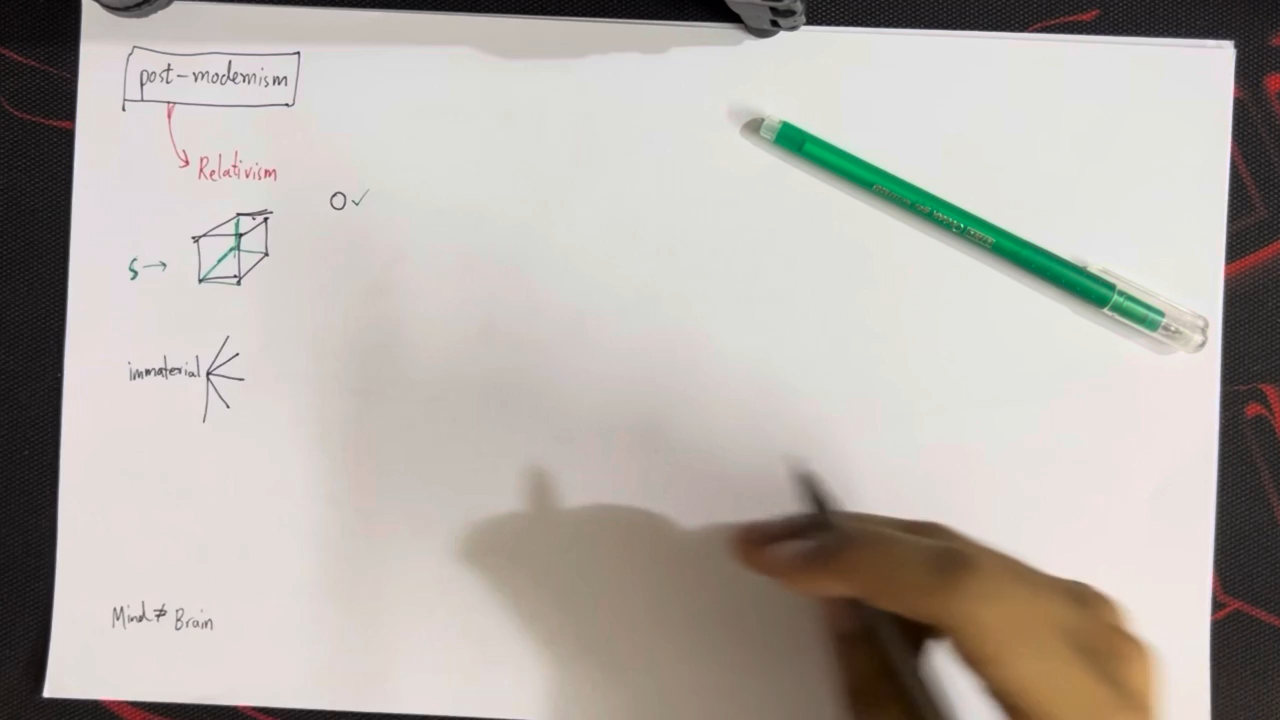 post-modernism
Relativism
O✓
S→
immaterial
Mind ≠ Brain